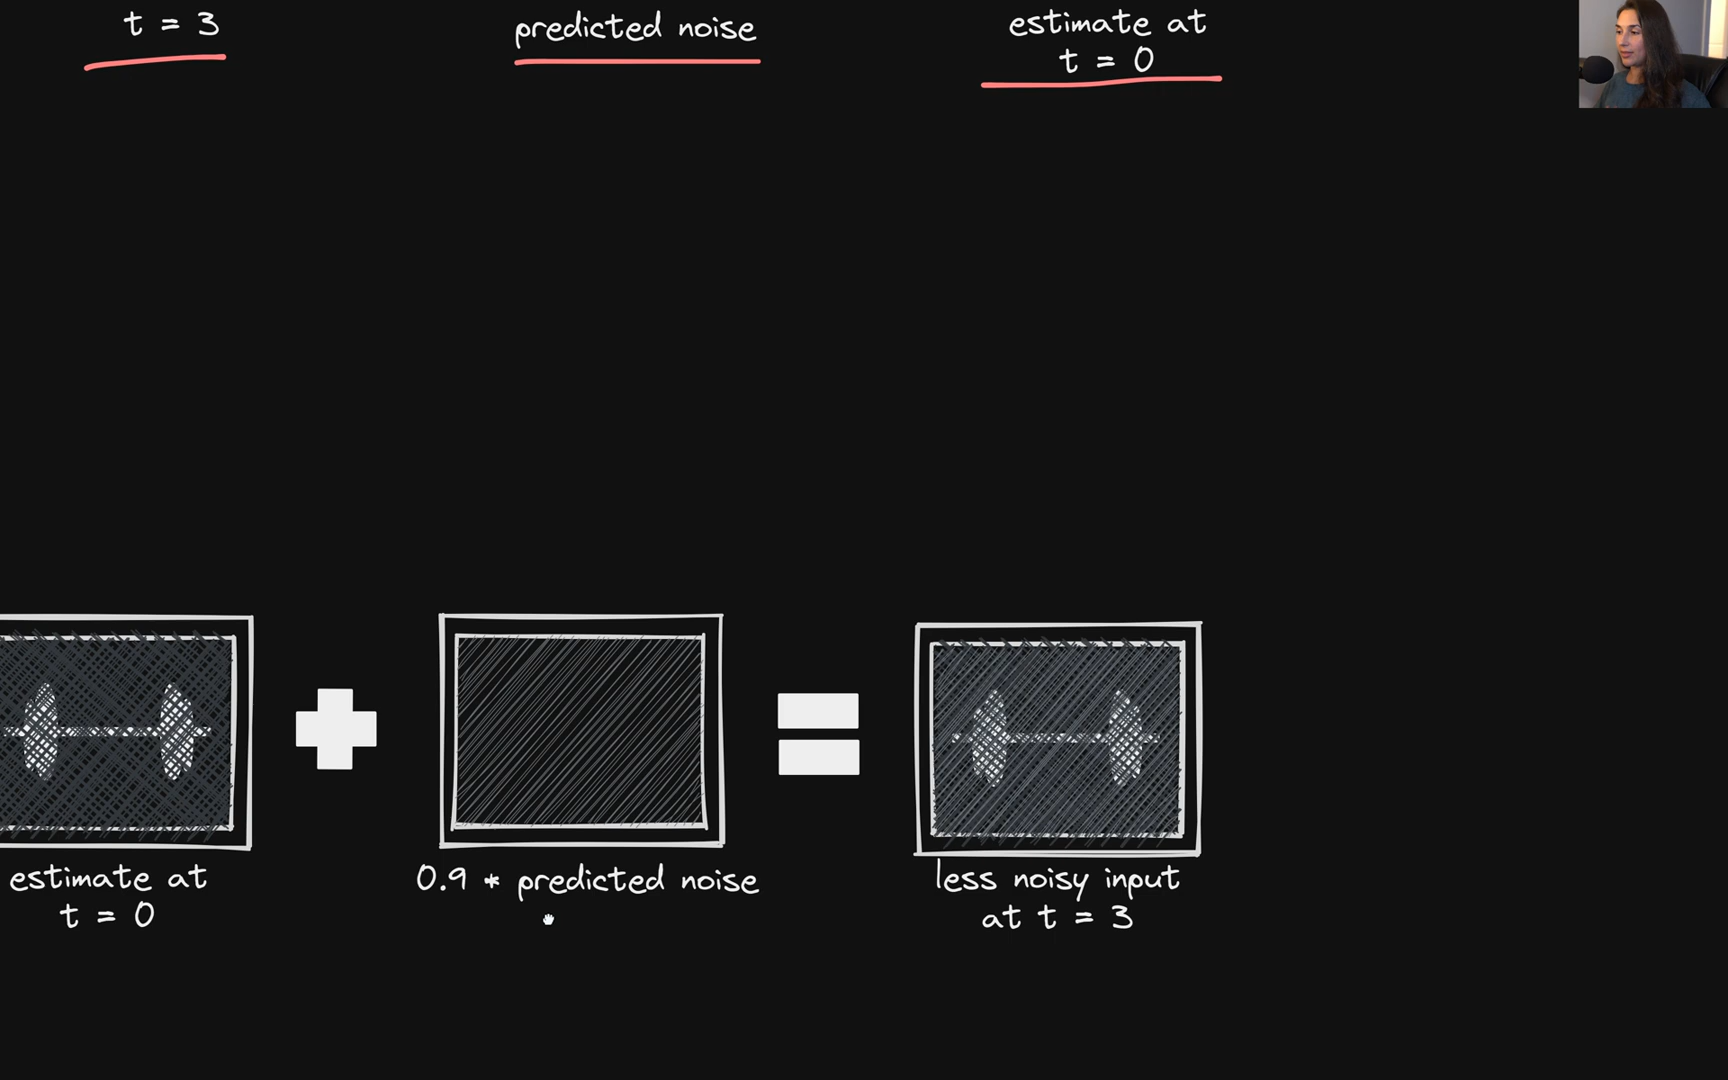 t = 3
predicted noise
estimate at
t = 0
estimate at
t = 0
0.9 * predicted noise
less noisy input
at t = 3